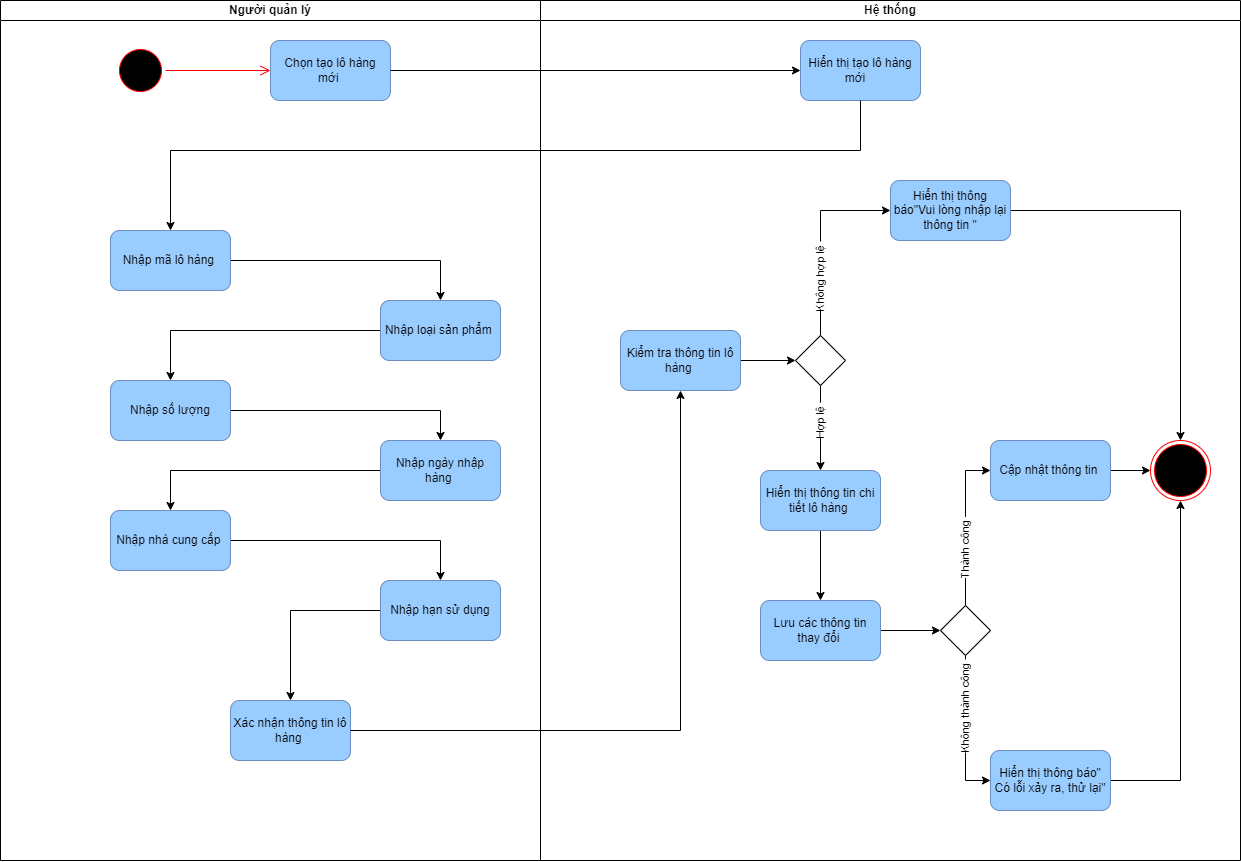 Người quản lý
Hệ thống
Chọn tạo lô hàng
mới
Hiển thị tạo lô hàng
mới
Nhập mã lô hàng
Nhập loại sản phẩm
Nhập số lượng
Nhập ngày nhập
hàng
Nhập nhà cung cấp
Nhập hạn sử dụng
Xác nhận thông tin lô
hàng
Kiểm tra thông tin lô
hàng
Không hợp lệ
Hiển thị thông
báo"Vui lòng nhập lại
thông tin "
Hợp lệ
Hiển thị thông tin chi
tiết lô hàng
Lưu các thông tin
thay đổi
Thành công
Cập nhật thông tin
Không thành công
Hiển thị thông báo"
Có lỗi xảy ra, thử lại"